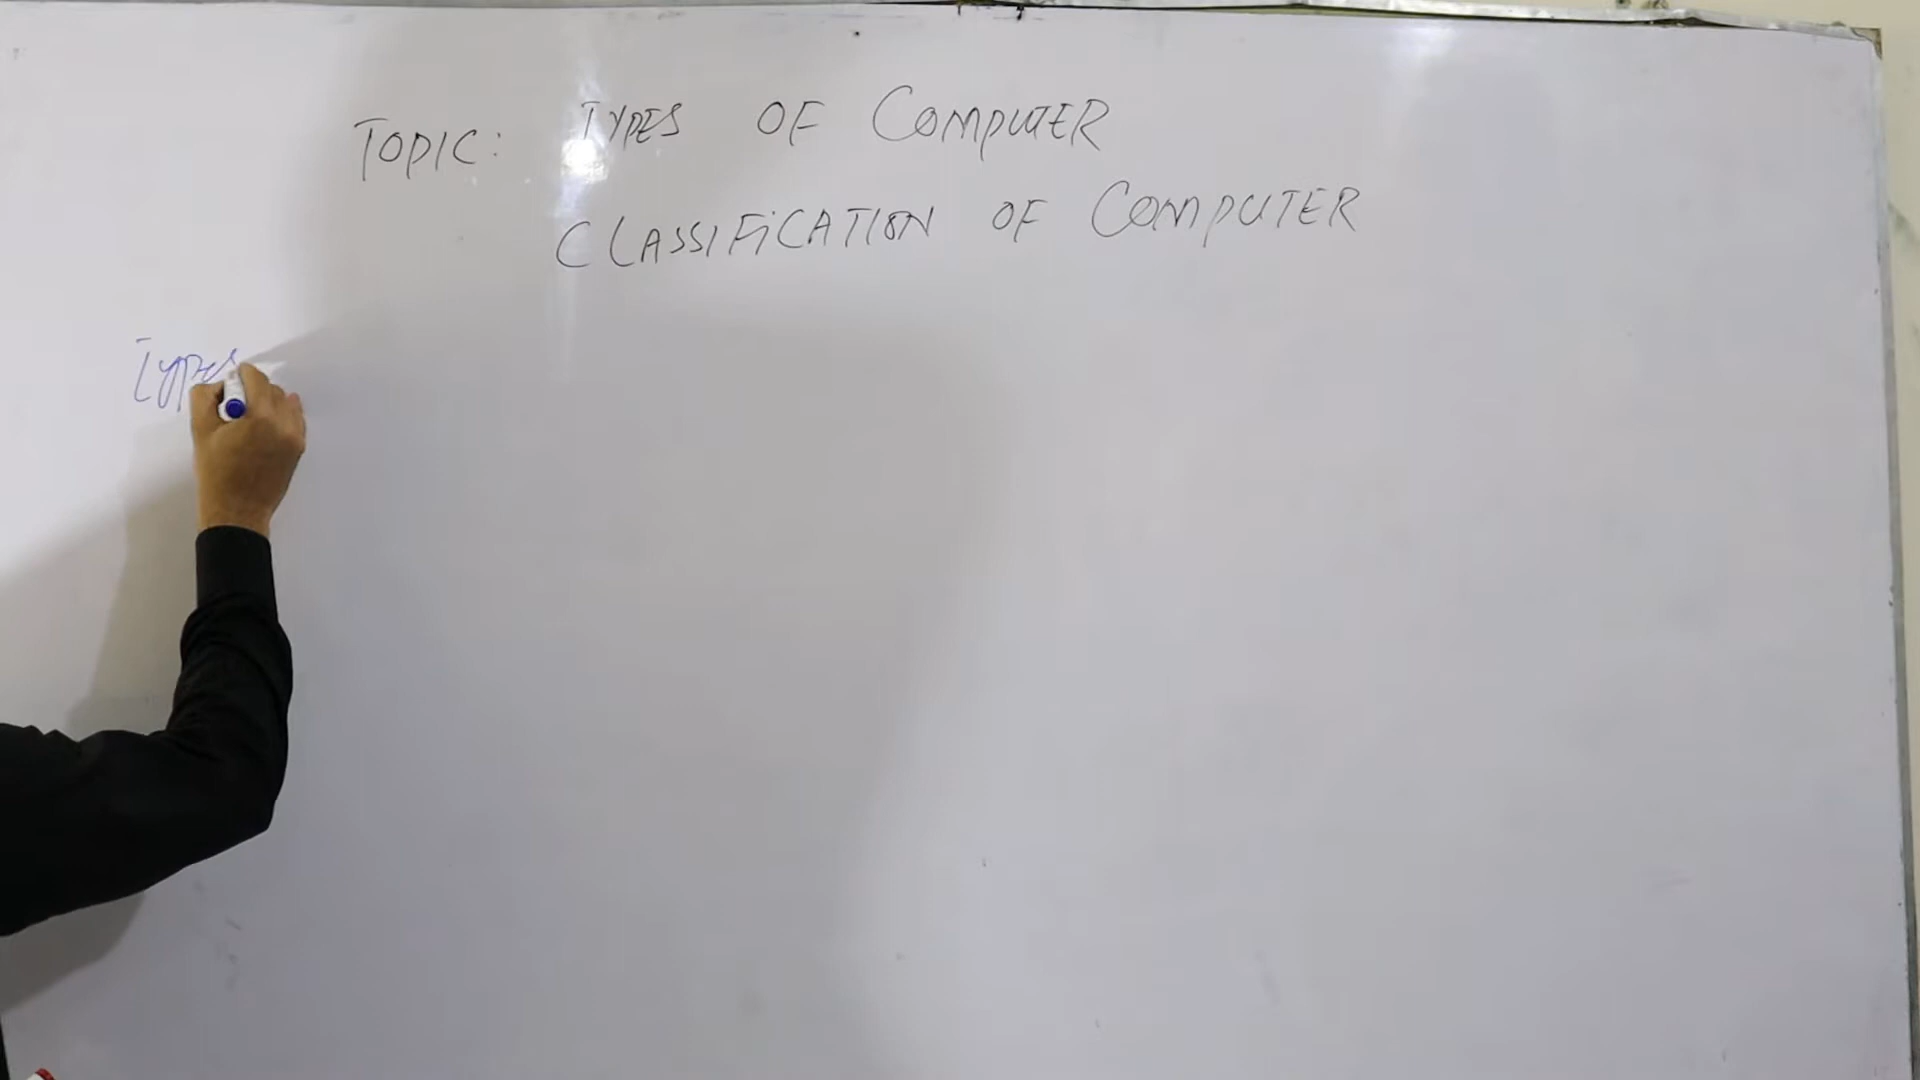 TOPIC: TYPES OF COMPUTER
CLASSIFICATION OF COMPUTER
Types